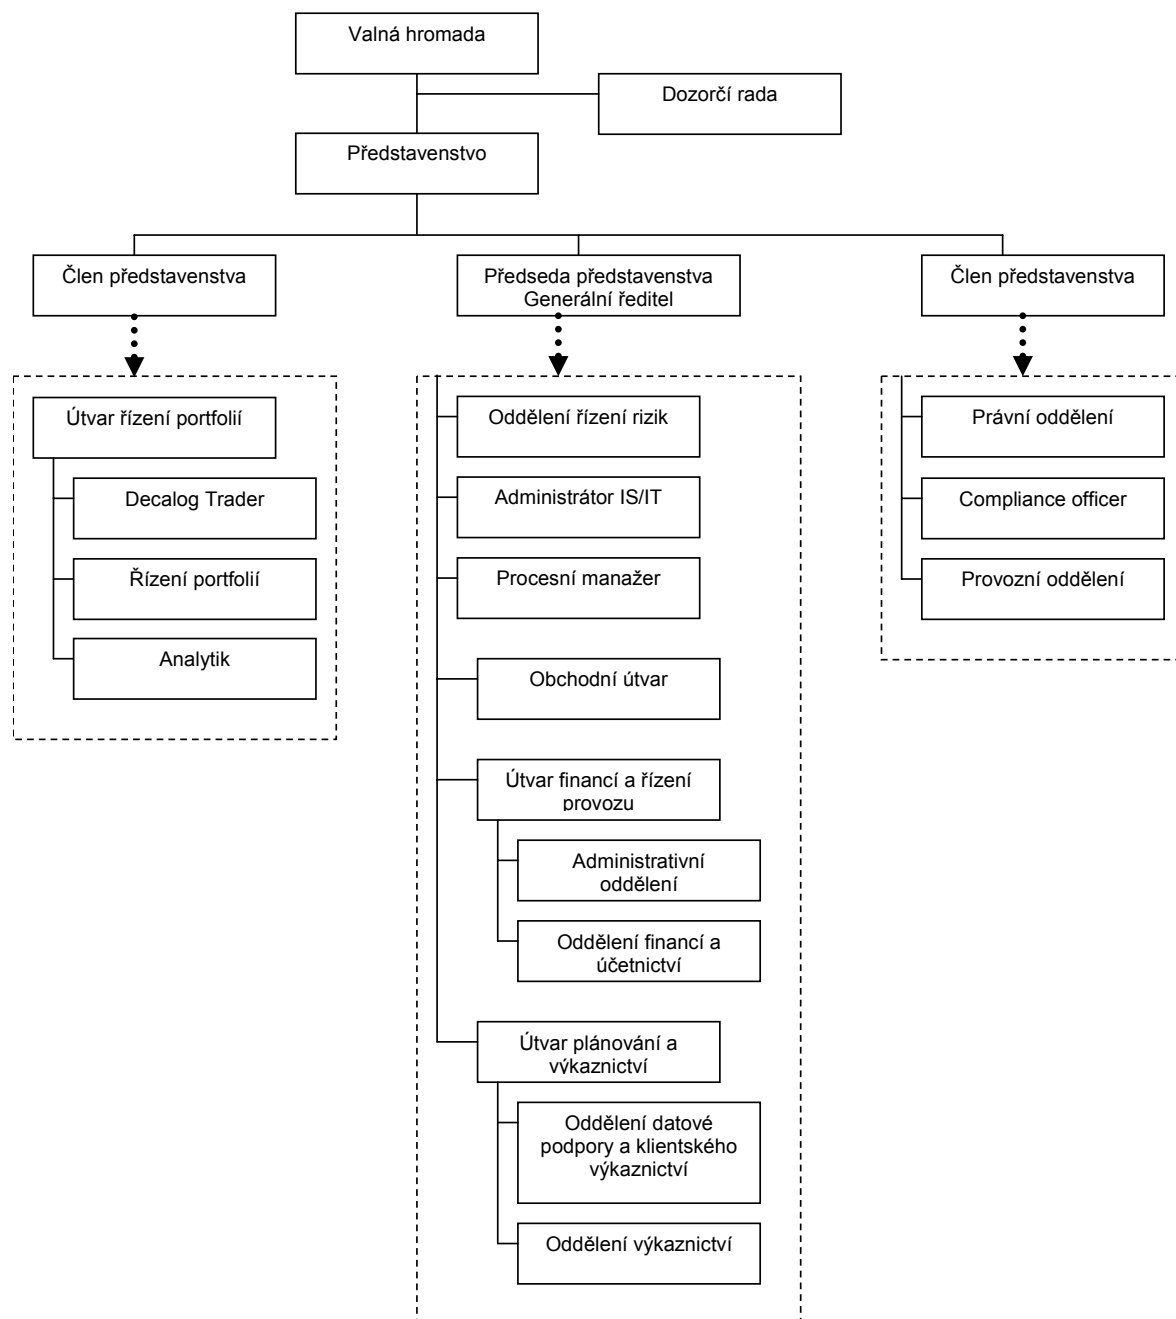 Valná hromada
Dozorčí rada
Představenstvo
Člen představenstva
Předseda představenstva
Generální ředitel
Člen představenstva
Útvar řízení portfolií
Decalog Trader
Řízení portfolií
Analytik
Oddělení řízení rizik
Administrátor IS/IT
Procesní manažer
Obchodní útvar
Útvar financí a řízení
provozu
Administrativní
oddělení
Oddělení financí a
účetnictví
Útvar plánování a
výkaznictví
Oddělení datové
podpory a klientského
výkaznictví
Oddělení výkaznictví
Právní oddělení
Compliance officer
Provozní oddělení